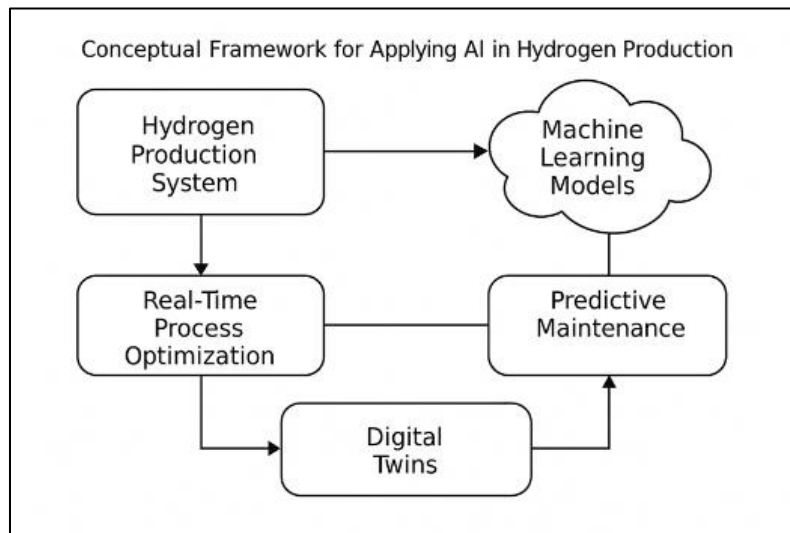 Conceptual Framework for Applying AI in Hydrogen Production
Hydrogen
Production
System
Machine
Learning
Models
Real-Time
Process
Optimization
Predictive
Maintenance
Digital
Twins